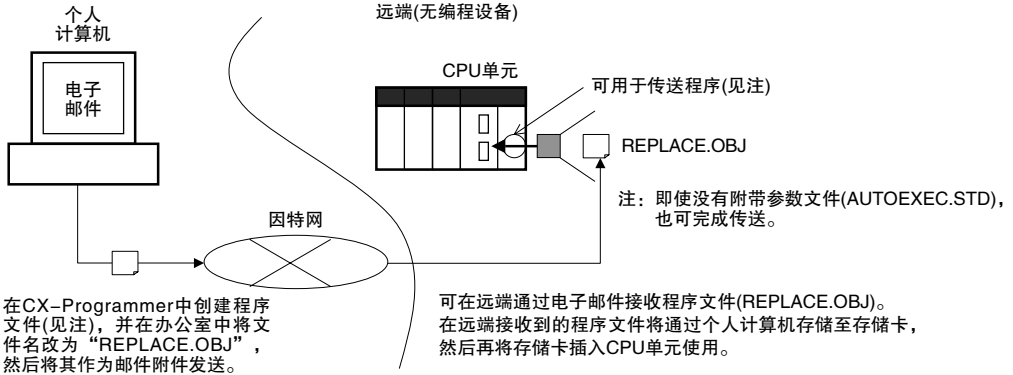 个人
计算机
电子
邮件
远端(无编程设备)
CPU单元
可用于传送程序(见注)
REPLACE.OBJ
注：即使没有附带参数文件(AUTOEXEC.STD)，
也可完成传送。
因特网
在CX-Programmer中创建程序
文件(见注)，并在办公室中将文
件名改为“REPLACE.OBJ”，
然后将其作为邮件附件发送。
可在远端通过电子邮件接收程序文件(REPLACE.OBJ)。
在远端接收到的程序文件将通过个人计算机存储至存储卡，
然后再将存储卡插入CPU单元使用。